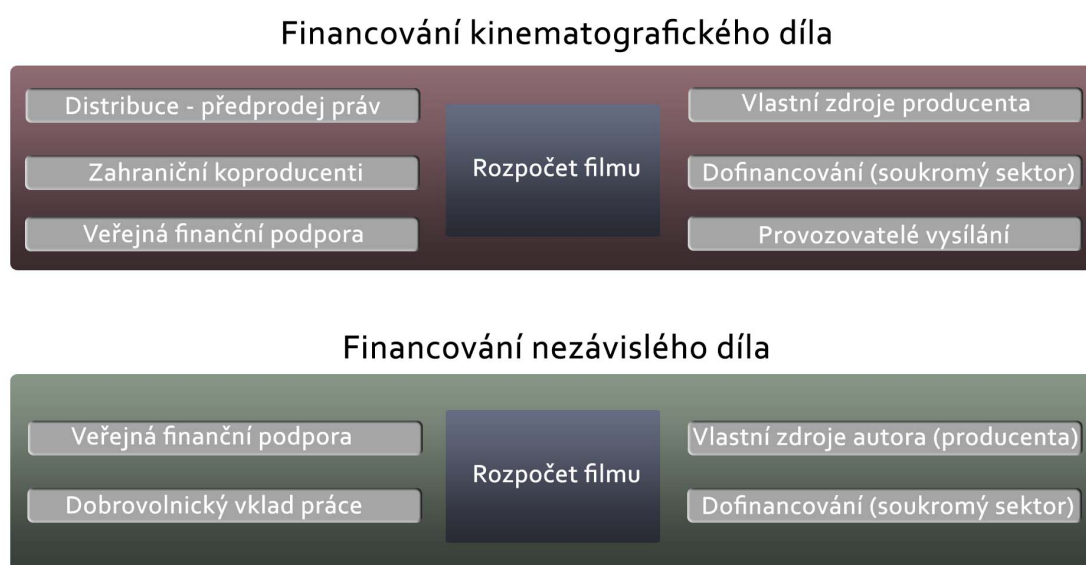 Financování kinematografického díla
Distribuce - předprodej práv
Zahraniční koproducenti
Veřejná finanční podpora
Rozpočet filmu
Vlastní zdroje producenta
Dofinancování (soukromý sektor)
Provozovatelé vysílání
Financování nezávislého díla
Veřejná finanční podpora
Dobrovolnický vklad práce
Rozpočet filmu
Vlastní zdroje autora (producenta)
Dofinancování (soukromý sektor)